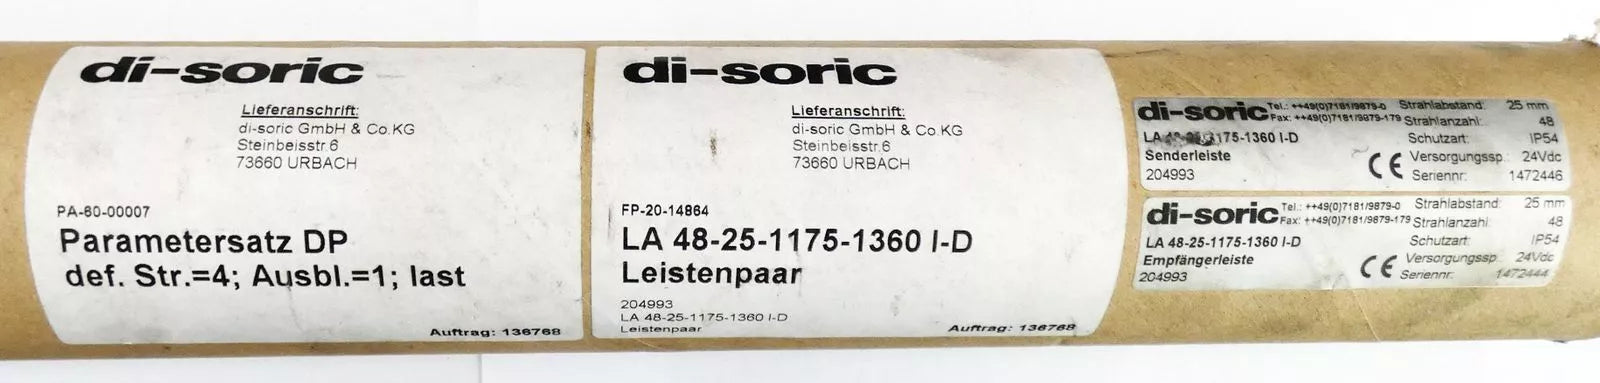 di-soric
Lieferanschrift:
di-soric GmbH & Co.KG
Steinbeisstr.6
73660 URBACH
PA-60-00007
Parametersatz DP
def. Str.=4; Ausbl.=1; last
Auftrag: 136768
di-soric
Lieferanschrift:
di-soric GmbH & Co.KG
Steinbeisstr.6
73660 URBACH
FP-20-14864
LA 48-25-1175-1360 I-D
Leistenpaar
204993
LA 48-25-1175-1360 I-D
Leistenpaar
Auftrag: 136768
di-soric Tel.: ++49(0)7181/9879-0 Strahlabstand: 25 mm
Fax: ++49(0)7181/9879-179 Strahlanzahl: 48
LA 1175-1360 I-D Schutzart: IP54
Senderleiste CE Versorgungssp.: 24Vdc
204993 Seriennr: 1472446
di-soric Tel.: ++49(0)7181/9879-0 Strahlabstand: 25 mm
Fax: ++49(0)7181/9879-179 Strahlanzahl: 48
LA 48-25-1175-1360 I-D Schutzart: IP54
Empfängerleiste CE Versorgungssp.: 24Vdc
204993 Seriennr: 1472444